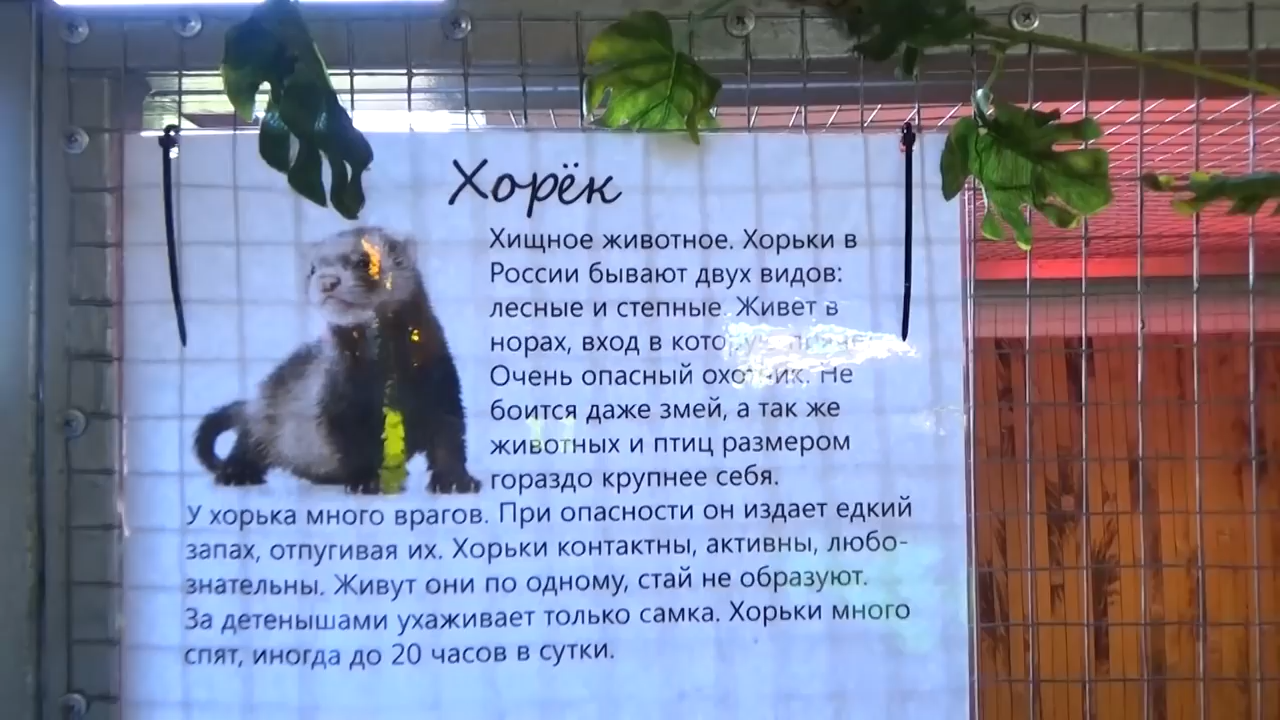 Хорёк
Хищное животное. Хорьки в
России бывают двух видов:
лесные и степные. Живет в
норах, вход в которую
Очень опасный охотник. Не
боится даже змей, а так же
животных и птиц размером
гораздо крупнее себя.
У хорька много врагов. При опасности он издает едкий
запах, отпугивая их. Хорьки контактны, активны, любо-
знательны. Живут они по одному, стай не образуют.
За детенышами ухаживает только самка. Хорьки много
спят, иногда до 20 часов в сутки.